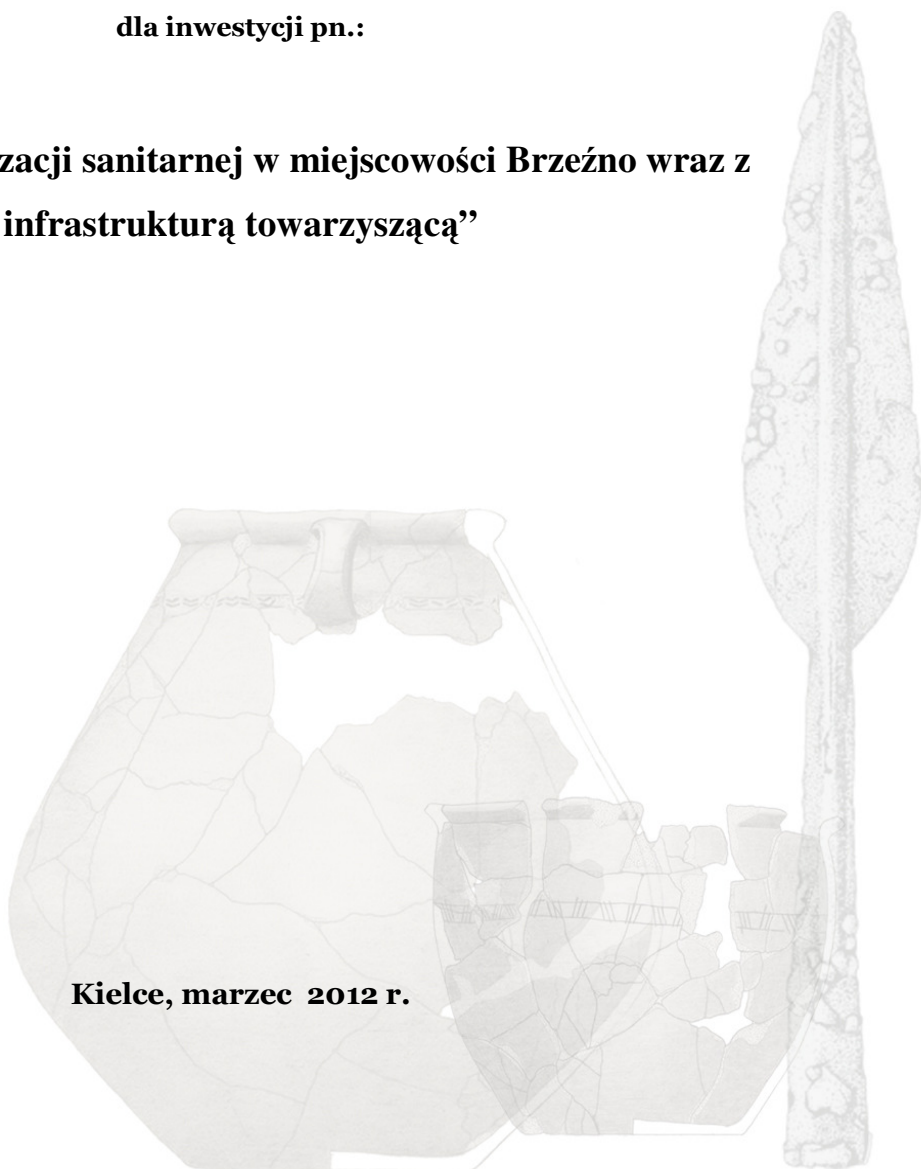 dla inwestycji pn.:
zacji sanitarnej w miejscowości Brzeźno wraz z
infrastrukturą towarzyszącą”
Kielce, marzec 2012 r.